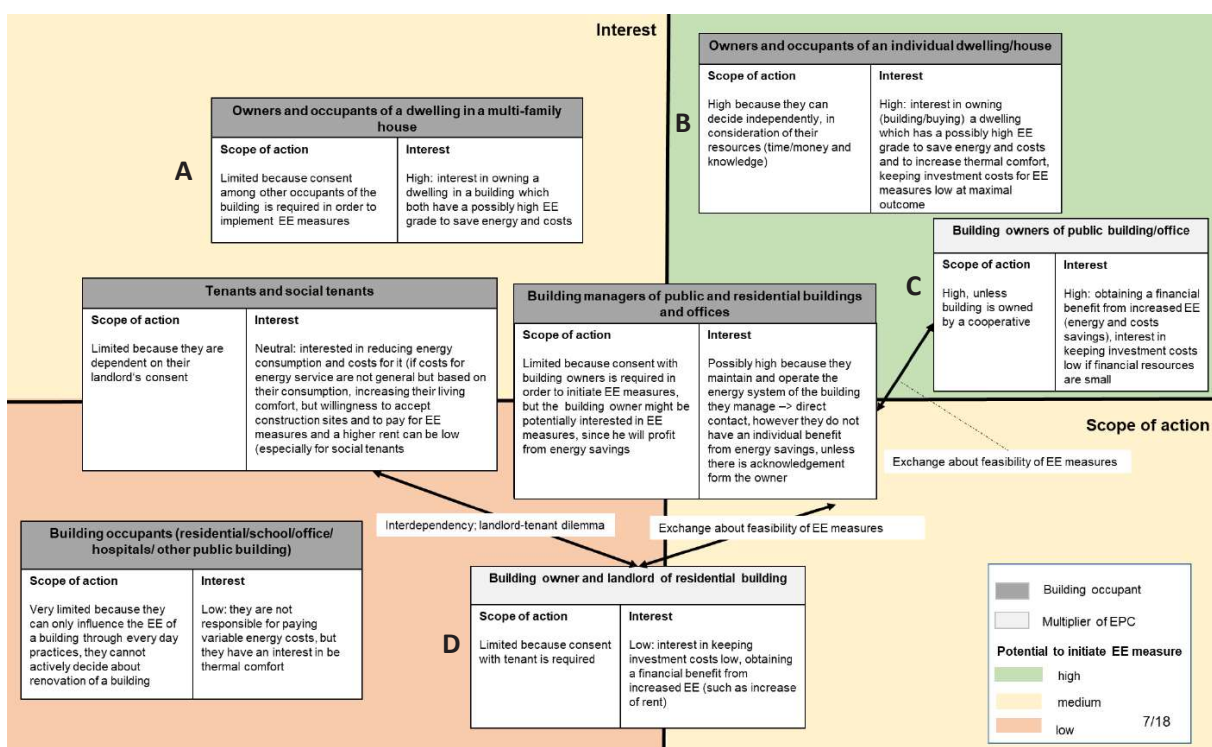 Interest
Owners and occupants of an individual dwelling/house
Scope of action
High because they can
decide independently, in
consideration of their
resources (time/money and
knowledge)
Interest
High: interest in owning
(building/buying) a dwelling
which has a possibly high EE
grade to save energy and costs
and to increase thermal comfort,
keeping investment costs for EE
measures low at maximal
outcome
B
Owners and occupants of a dwelling in a multi-family
house
Scope of action
Limited because consent
among other occupants of the
building is required in order to
implement EE measures
Interest
High: interest in owning a
dwelling in a building which
both have a possibly high EE
grade to save energy and costs
A
Building owners of public building/office
Scope of action
High, unless
building is owned
by a cooperative
Interest
High: obtaining a financial
benefit from increased EE
(energy and costs
savings), interest in
keeping investment costs
low if financial resources
are small
C
Tenants and social tenants
Scope of action
Limited because they are
dependent on their
landlord's consent
Interest
Neutral: interested in reducing energy
consumption and costs for it (if costs for
energy service are not general but based on
their consumption, increasing their living
comfort, but willingness to accept
construction sites and to pay for EE
measures and a higher rent can be low
(especially for social tenants
Building managers of public and residential buildings
and offices
Scope of action
Limited because consent with
building owners is required in
order to initiate EE measures,
but the building owner might be
potentially interested in EE
measures, since he will profit
from energy savings
Interest
Possibly high because they
maintain and operate the
energy system of the building
they manage –> direct
contact, however they do not
have an individual benefit
from energy savings, unless
there is acknowledgement
form the owner
Scope of action
Exchange about feasibility of EE measures
Interdependency; landlord-tenant dilemma
Exchange about feasibility of EE measures
Building occupants (residential/school/office/
hospitals/ other public building)
Scope of action
Very limited because they
can only influence the EE of
a building through every day
practices, they cannot
actively decide about
renovation of a building
Interest
Low: they are not
responsible for paying
variable energy costs, but
they have an interest in be
thermal comfort
Building owner and landlord of residential building
Scope of action
Limited because consent
with tenant is required
Interest
Low: interest in keeping
investment costs low, obtaining
a financial benefit from
increased EE (such as increase
of rent)
D
Building occupant
Multiplier of EPC
Potential to initiate EE measure
high
medium
low
7/18